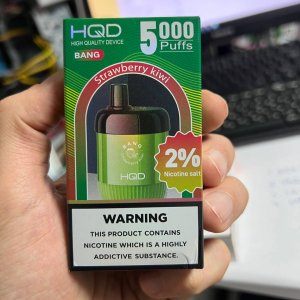 HQD
HIGH QUALITY DEVICE
BANG
5000
Puffs
Strawberry kiwi
BANG
HQD
2%
Nicotine salt
WARNING
THIS PRODUCT CONTAINS
NICOTINE WHICH IS A HIGHLY
ADDICTIVE SUBSTANCE.